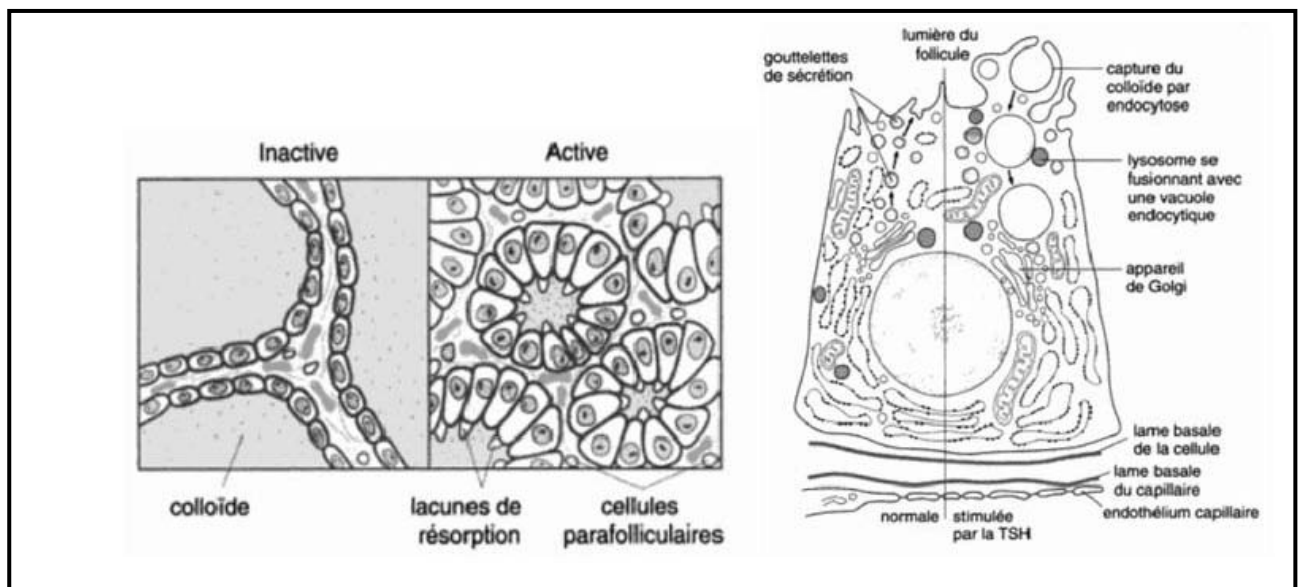 Inactive
Active
colloïde
lacunes de
résorption
cellules
parafolliculaires
gouttelettes
de sécrétion
lumière du
follicule
capture du
colloïde par
endocytose
lysosome se
fusionnant avec
une vacuole
endocytique
appareil
de Golgi
lame basale
de la cellule
lame basale
du capillaire
endothélium capillaire
normale
stimulée
par la TSH